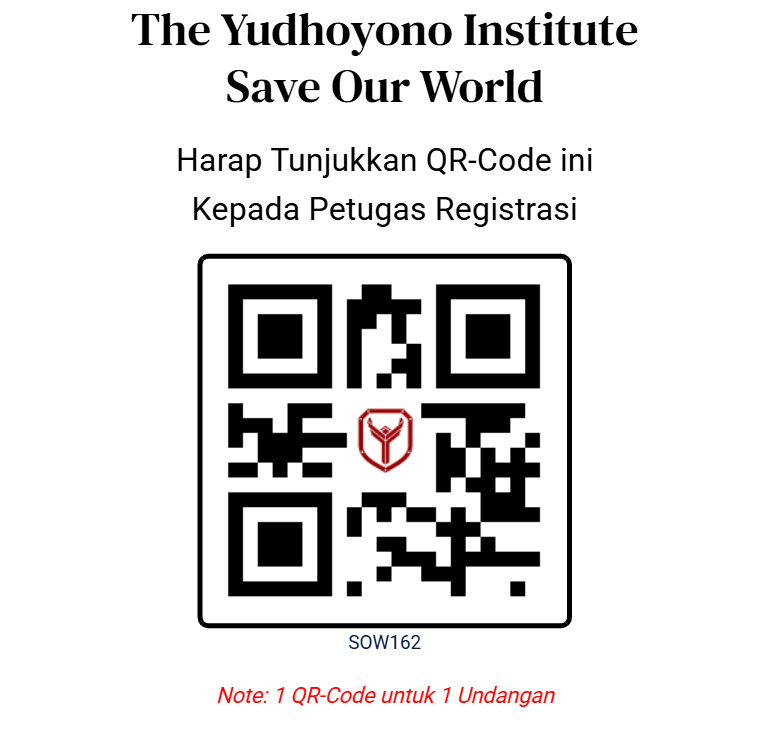 The Yudhoyono Institute
Save Our World
Harap Tunjukkan QR-Code ini
Kepada Petugas Registrasi
SOW162
Note: 1 QR-Code untuk 1 Undangan